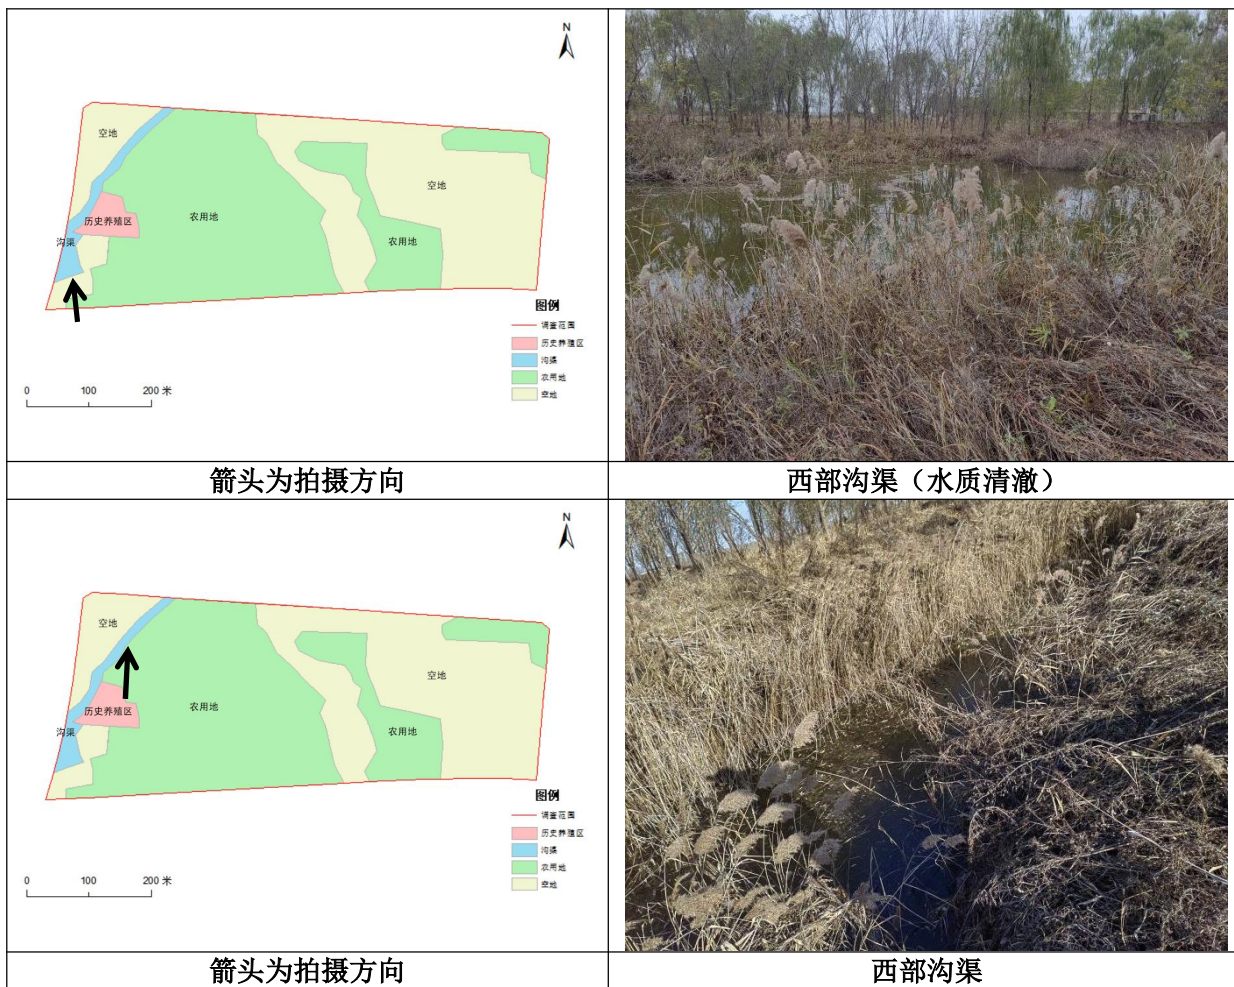 N
空地
历史养殖区
沟渠
农用地
空地
农用地
图例
调查范围
历史养殖区
沟渠
农用地
空地
0 100 200 米
箭头为拍摄方向
西部沟渠（水质清澈）
N
空地
历史养殖区
沟渠
农用地
空地
农用地
图例
调查范围
历史养殖区
沟渠
农用地
空地
0 100 200 米
箭头为拍摄方向
西部沟渠